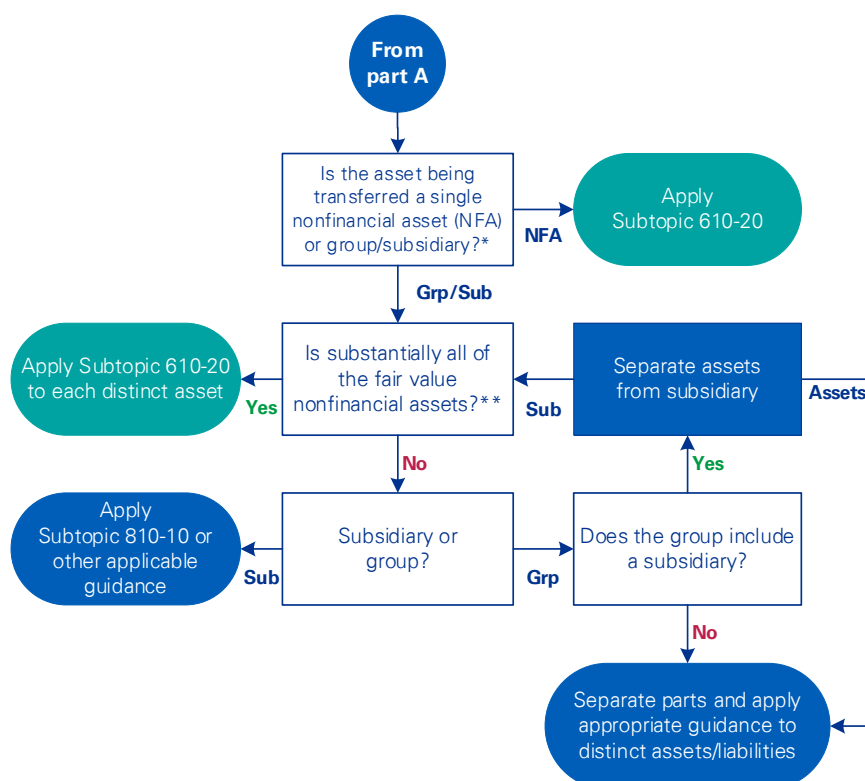 From
part A
Is the asset being
transferred a single
nonfinancial asset (NFA)
or group/subsidiary?*
NFA
Apply
Subtopic 610-20
Grp/Sub
Apply Subtopic 610-20
to each distinct asset
Yes
Is substantially all of
the fair value
nonfinancial assets?**
Sub
Separate assets
from subsidiary
Assets
No
Yes
Apply
Subtopic 810-10 or
other applicable
guidance
Sub
Subsidiary or
group?
Grp
Does the group include
a subsidiary?
No
Separate parts and apply
appropriate guidance to
distinct assets/liabilities